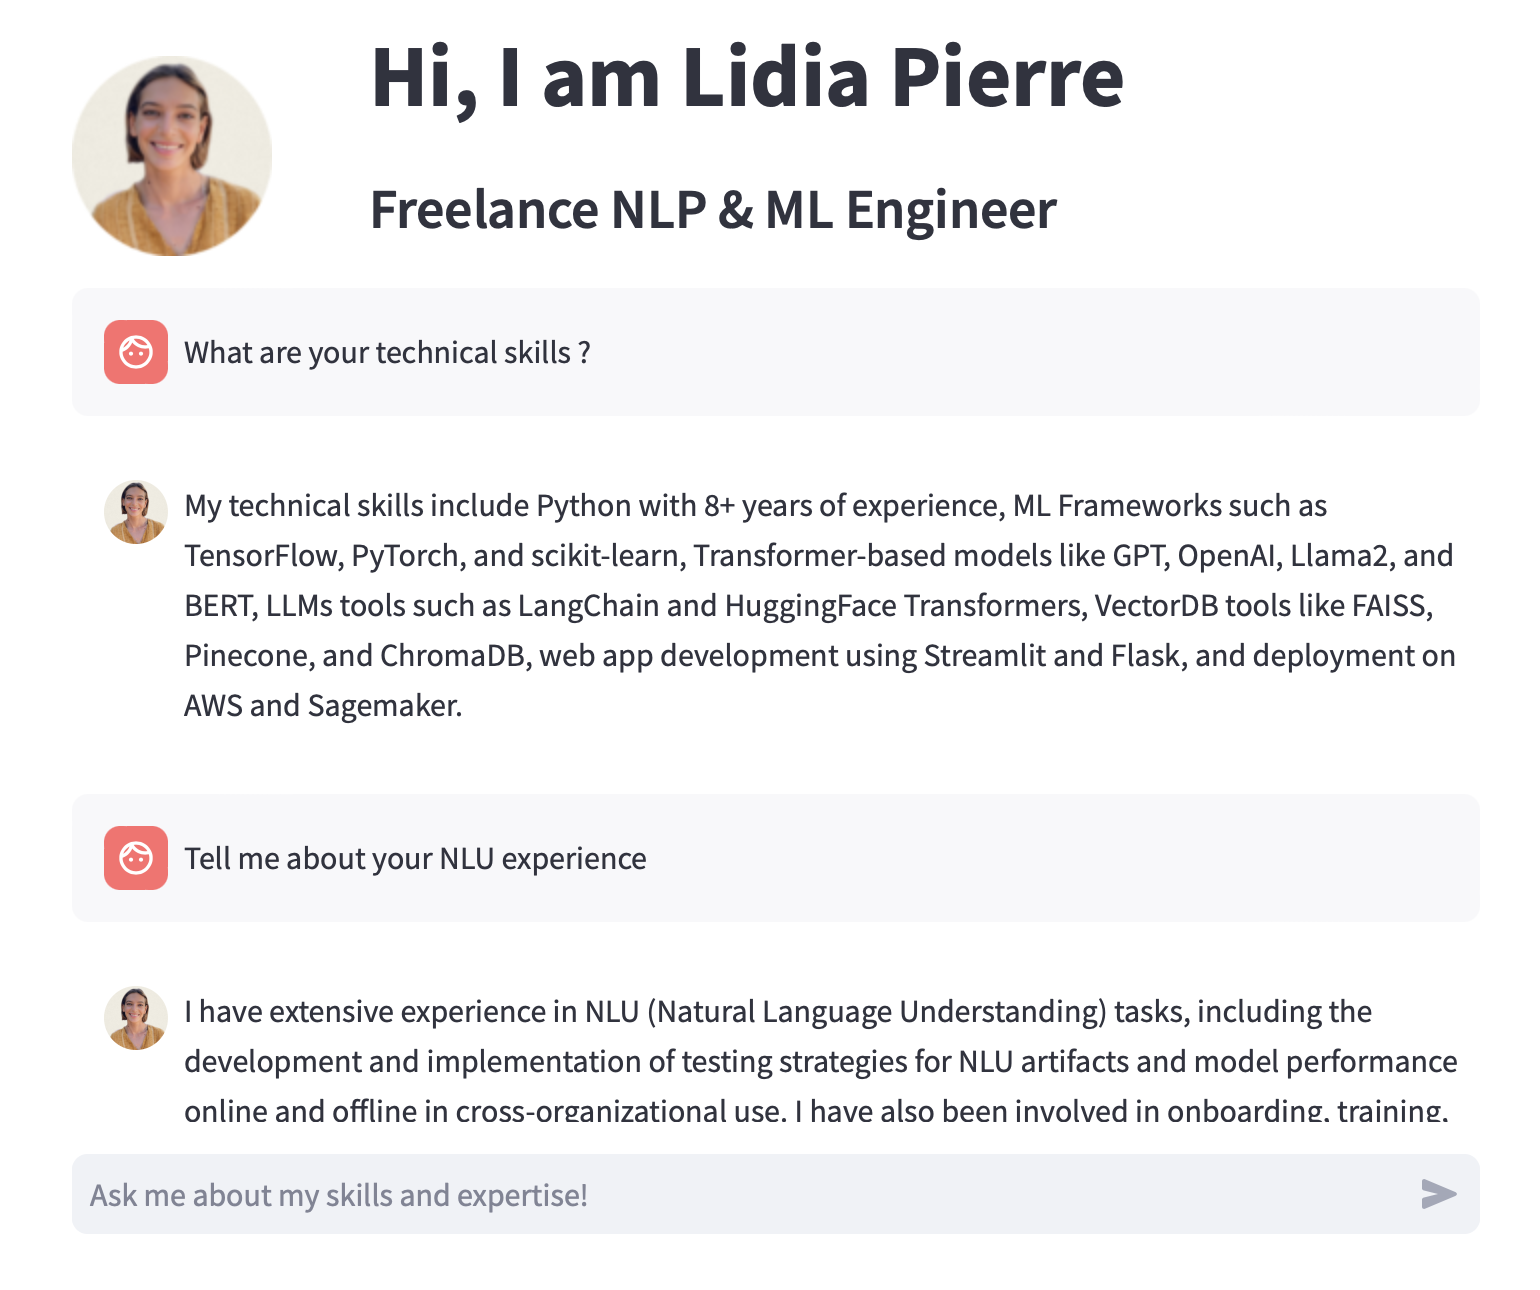 Hi, I am Lidia Pierre
Freelance NLP & ML Engineer
What are your technical skills ?
My technical skills include Python with 8+ years of experience, ML Frameworks such as
TensorFlow, PyTorch, and scikit-learn, Transformer-based models like GPT, OpenAI, Llama2, and
BERT, LLMs tools such as LangChain and HuggingFace Transformers, VectorDB tools like FAISS,
Pinecone, and ChromaDB, web app development using Streamlit and Flask, and deployment on
AWS and Sagemaker.
Tell me about your NLU experience
I have extensive experience in NLU (Natural Language Understanding) tasks, including the
development and implementation of testing strategies for NLU artifacts and model performance
online and offline in cross-organizational use. I have also been involved in onboarding, training,
Ask me about my skills and expertise!